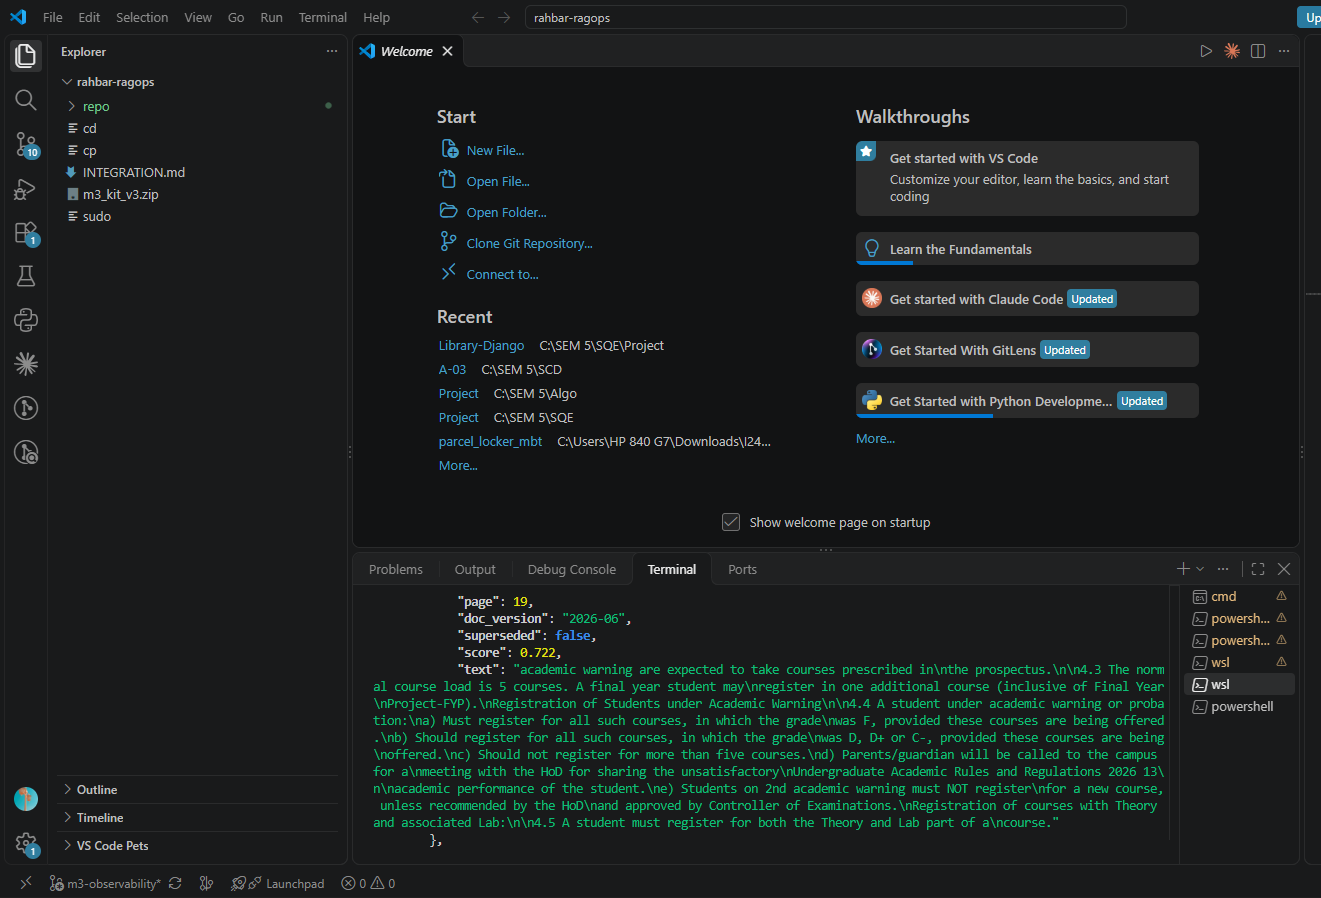 File Edit Selection View Go Run Terminal Help
rahbar-ragops
Up
Explorer
rahbar-ragops
repo
cd
cp
INTEGRATION.md
m3_kit_v3.zip
sudo
10
1
Outline
Timeline
VS Code Pets
1
Welcome
Start
New File...
Open File...
Open Folder...
Clone Git Repository...
Connect to...
Recent
Library-Django C:\SEM 5\SQE\Project
A-03 C:\SEM 5\SCD
Project C:\SEM 5\Algo
Project C:\SEM 5\SQE
parcel_locker_mbt C:\Users\HP 840 G7\Downloads\I24...
More...
Walkthroughs
Get started with VS Code
Customize your editor, learn the basics, and start
coding
Learn the Fundamentals
Get started with Claude Code Updated
Get Started With GitLens Updated
Get Started with Python Developme... Updated
More...
Show welcome page on startup
Problems Output Debug Console Terminal Ports
"page": 19,
"doc_version": "2026-06",
"superseded": false,
"score": 0.722,
"text": "academic warning are expected to take courses prescribed in\nthe prospectus.\n\n4.3 The norm
al course load is 5 courses. A final year student may\nregister in one additional course (inclusive of Final Year
\nProject-FYP).\nRegistration of Students under Academic Warning\n\n4.4 A student under academic warning or proba
tion:\na) Must register for all such courses, in which the grade\nwas F, provided these courses are being offered
.\nb) Should register for all such courses, in which the grade\nwas D, D+ or C-, provided these courses are being
\noffered.\nc) Should not register for more than five courses.\nd) Parents/guardian will be called to the campus
for a\nmeeting with the HoD for sharing the unsatisfactory\nUndergraduate Academic Rules and Regulations 2026 13\
n\nacademic performance of the student.\ne) Students on 2nd academic warning must NOT register\nfor a new course,
unless recommended by the HoD\nand approved by Controller of Examinations.\nRegistration of courses with Theory
and associated Lab:\n\n4.5 A student must register for both the Theory and Lab part of a\ncourse."
},
cmd
powersh...
powersh...
wsl
wsl
powershell
m3-observability* Launchpad 0 0